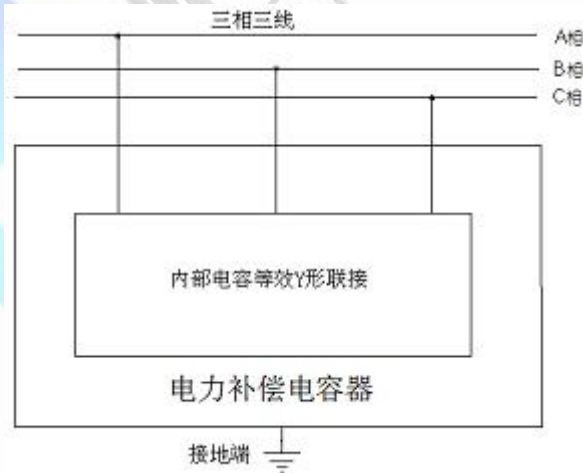 三相三线
A相
B相
C相
内部电容等效Y形联接
电力补偿电容器
接地端